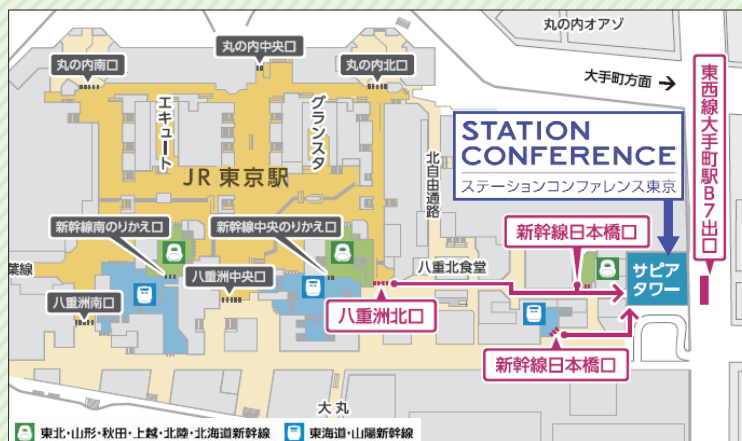 丸の内オアゾ
丸の内中央口
丸の内南口
丸の内北口
大手町方面
東西線大手町駅B7出口
エキュート
グランスタ
STATION
CONFERENCE
ステーションコンファレンス東京
JR 東京駅
北自由通路
新幹線南のりかえ口
新幹線中央のりかえ口
新幹線日本橋口
葉線
八重洲中央口
八重北食堂
サピア
タワー
八重洲南口
八重洲北口
新幹線日本橋口
大丸
東北・山形・秋田・上越・北陸・北海道新幹線
東海道・山陽新幹線